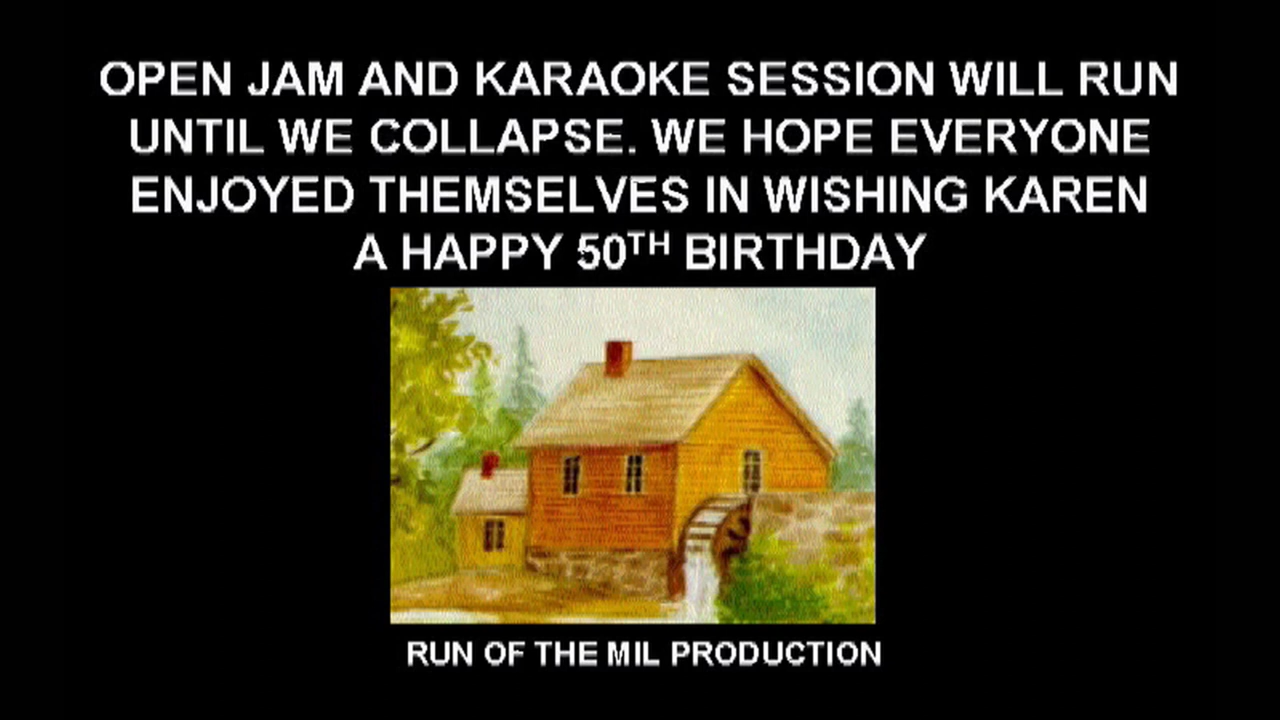 OPEN JAM AND KARAOKE SESSION WILL RUN
UNTIL WE COLLAPSE. WE HOPE EVERYONE
ENJOYED THEMSELVES IN WISHING KAREN
A HAPPY 50TH BIRTHDAY
RUN OF THE MIL PRODUCTION